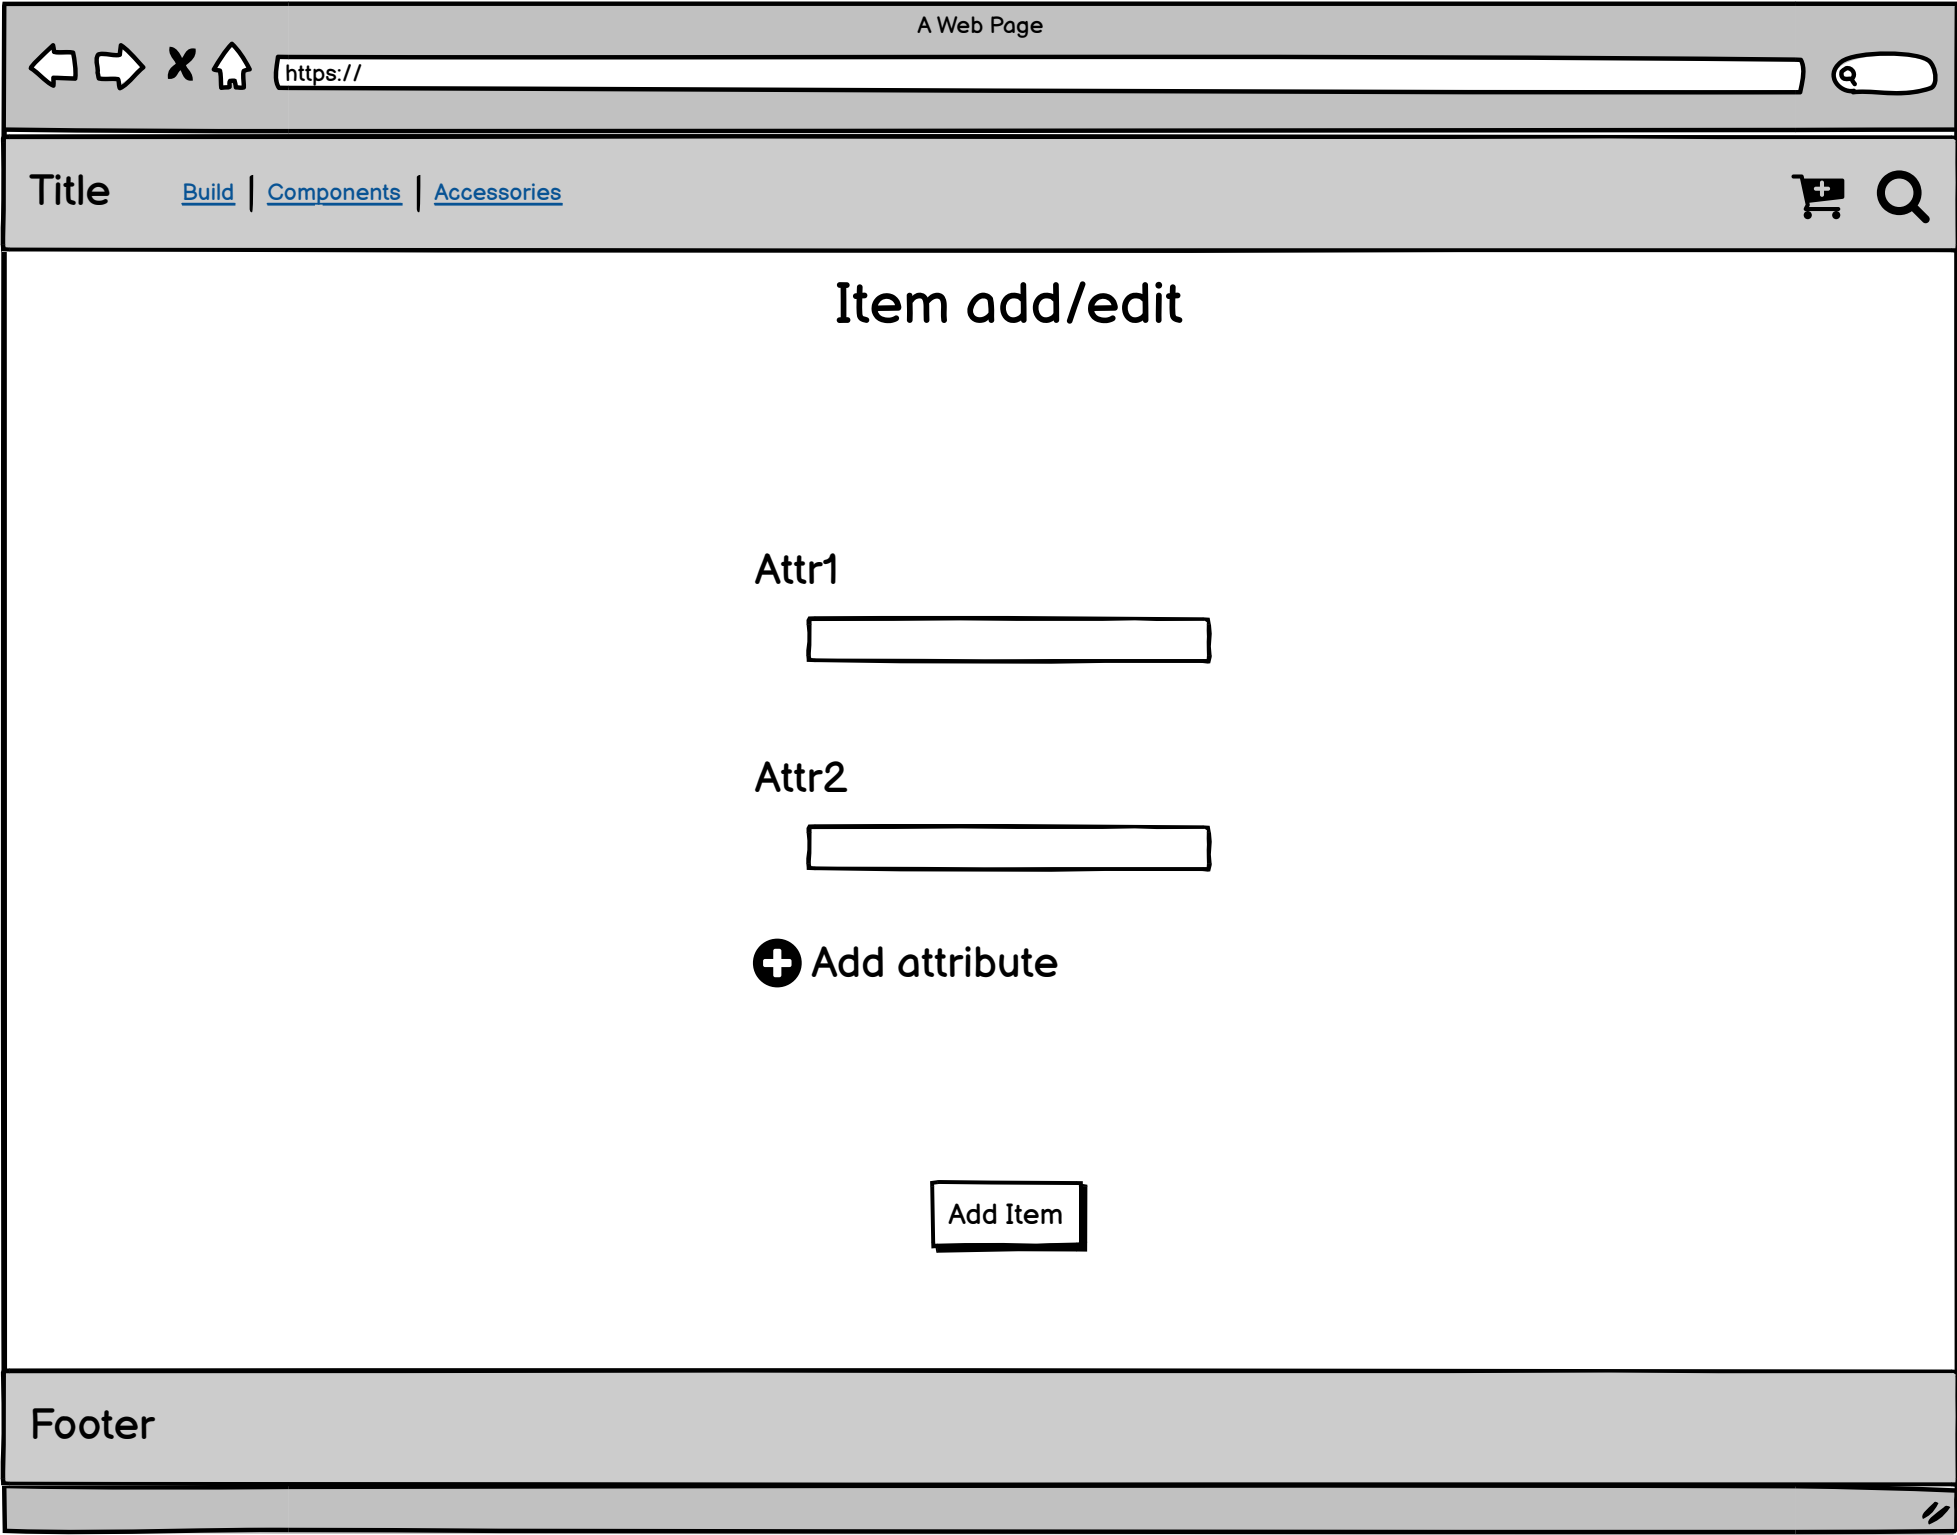 A Web Page
https://
Title Build Components Accessories
Item add/edit
Attr1
Attr2
Add attribute
Add Item
Footer